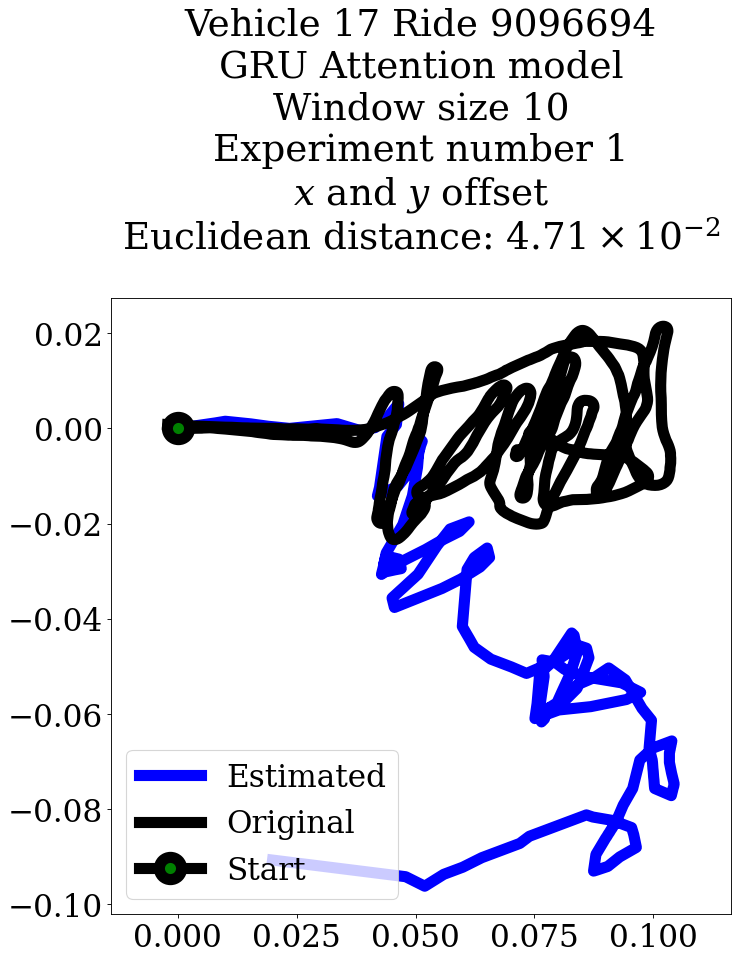 Vehicle 17 Ride 9096694
GRU Attention model
Window size 10
Experiment number 1
x and y offset
Euclidean distance: 4.71 × 10⁻²
0.02
0.00
−0.02
−0.04
−0.06
−0.08
−0.10
Estimated
Original
Start
0.000 0.025 0.050 0.075 0.100